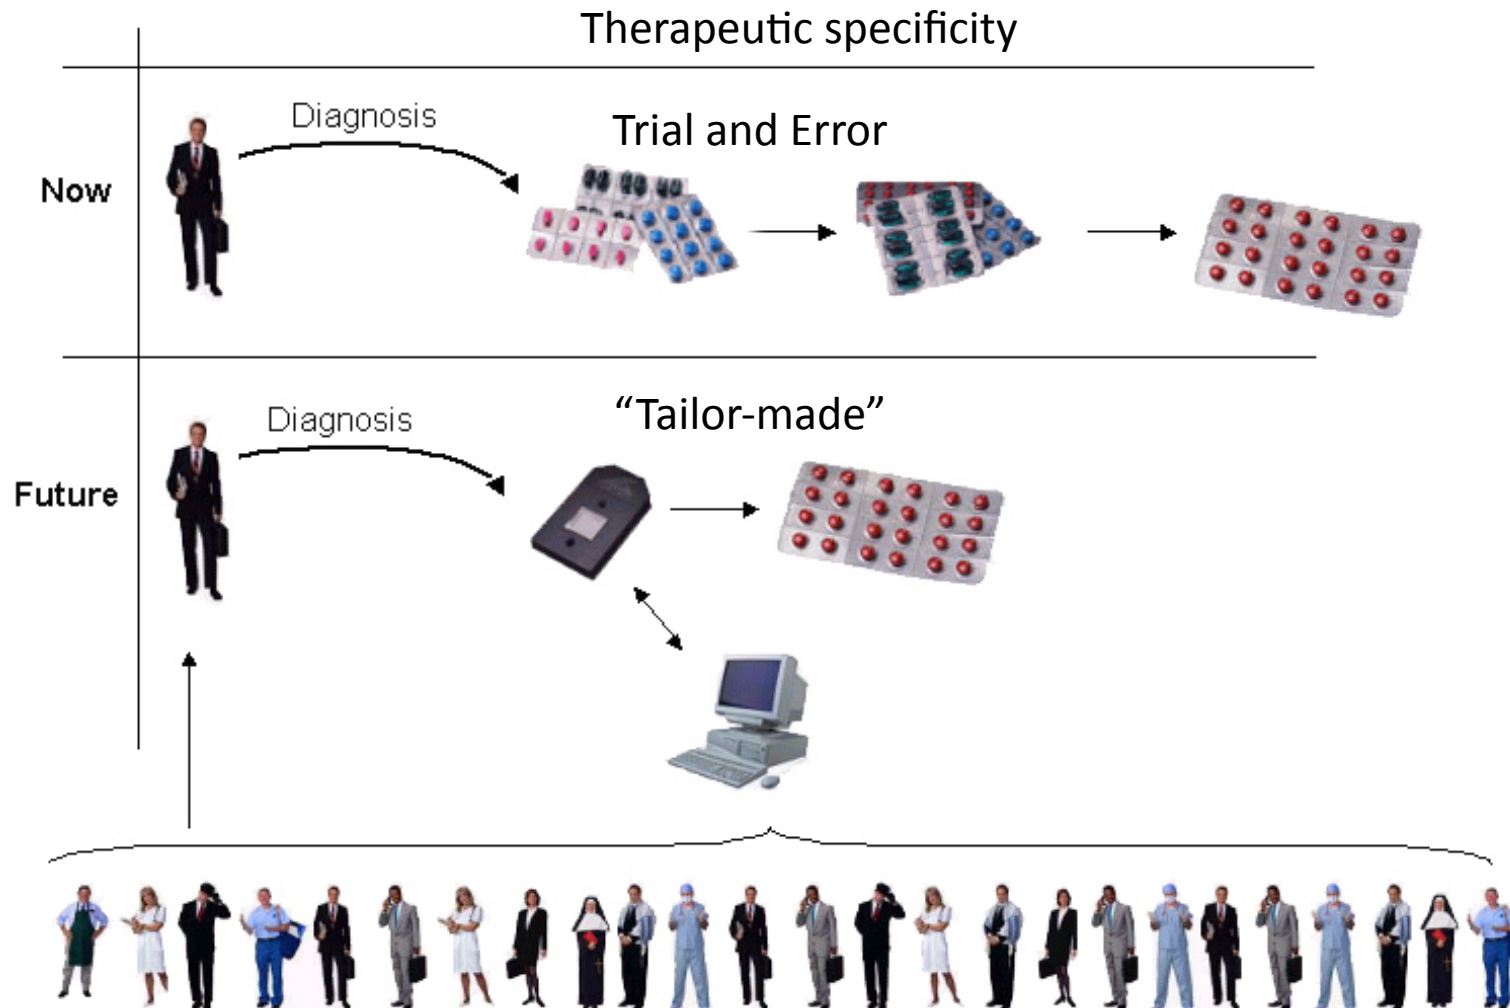 Therapeutic specificity
Diagnosis
Trial and Error
Now
Diagnosis
“Tailor-made”
Future